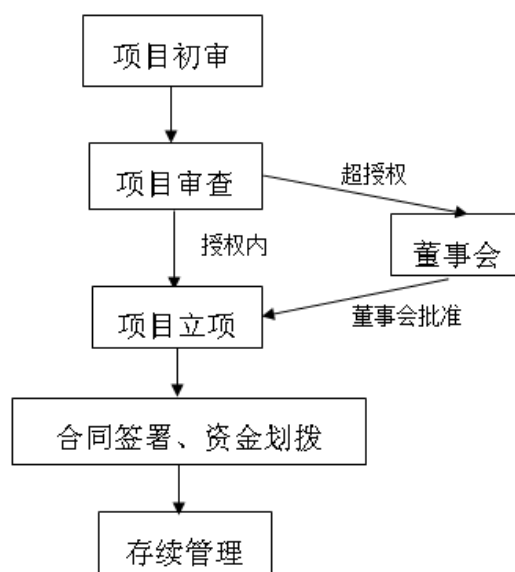 项目初审
项目审查
超授权
授权内
董事会
项目立项
董事会批准
合同签署、资金划拨
存续管理